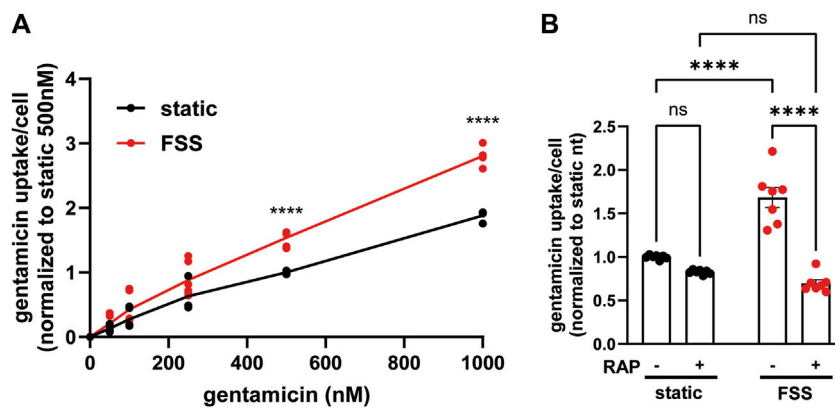 A
gentamicin uptake/cell
(normalized to static 500nM)
4
3
2
1
0
static
FSS
****
****
0
200
400
600
800
1000
gentamicin (nM)
B
ns
****
ns
****
gentamicin uptake/cell
(normalized to static nt)
2.5
2.0
1.5
1.0
0.5
0.0
RAP - + - +
static FSS